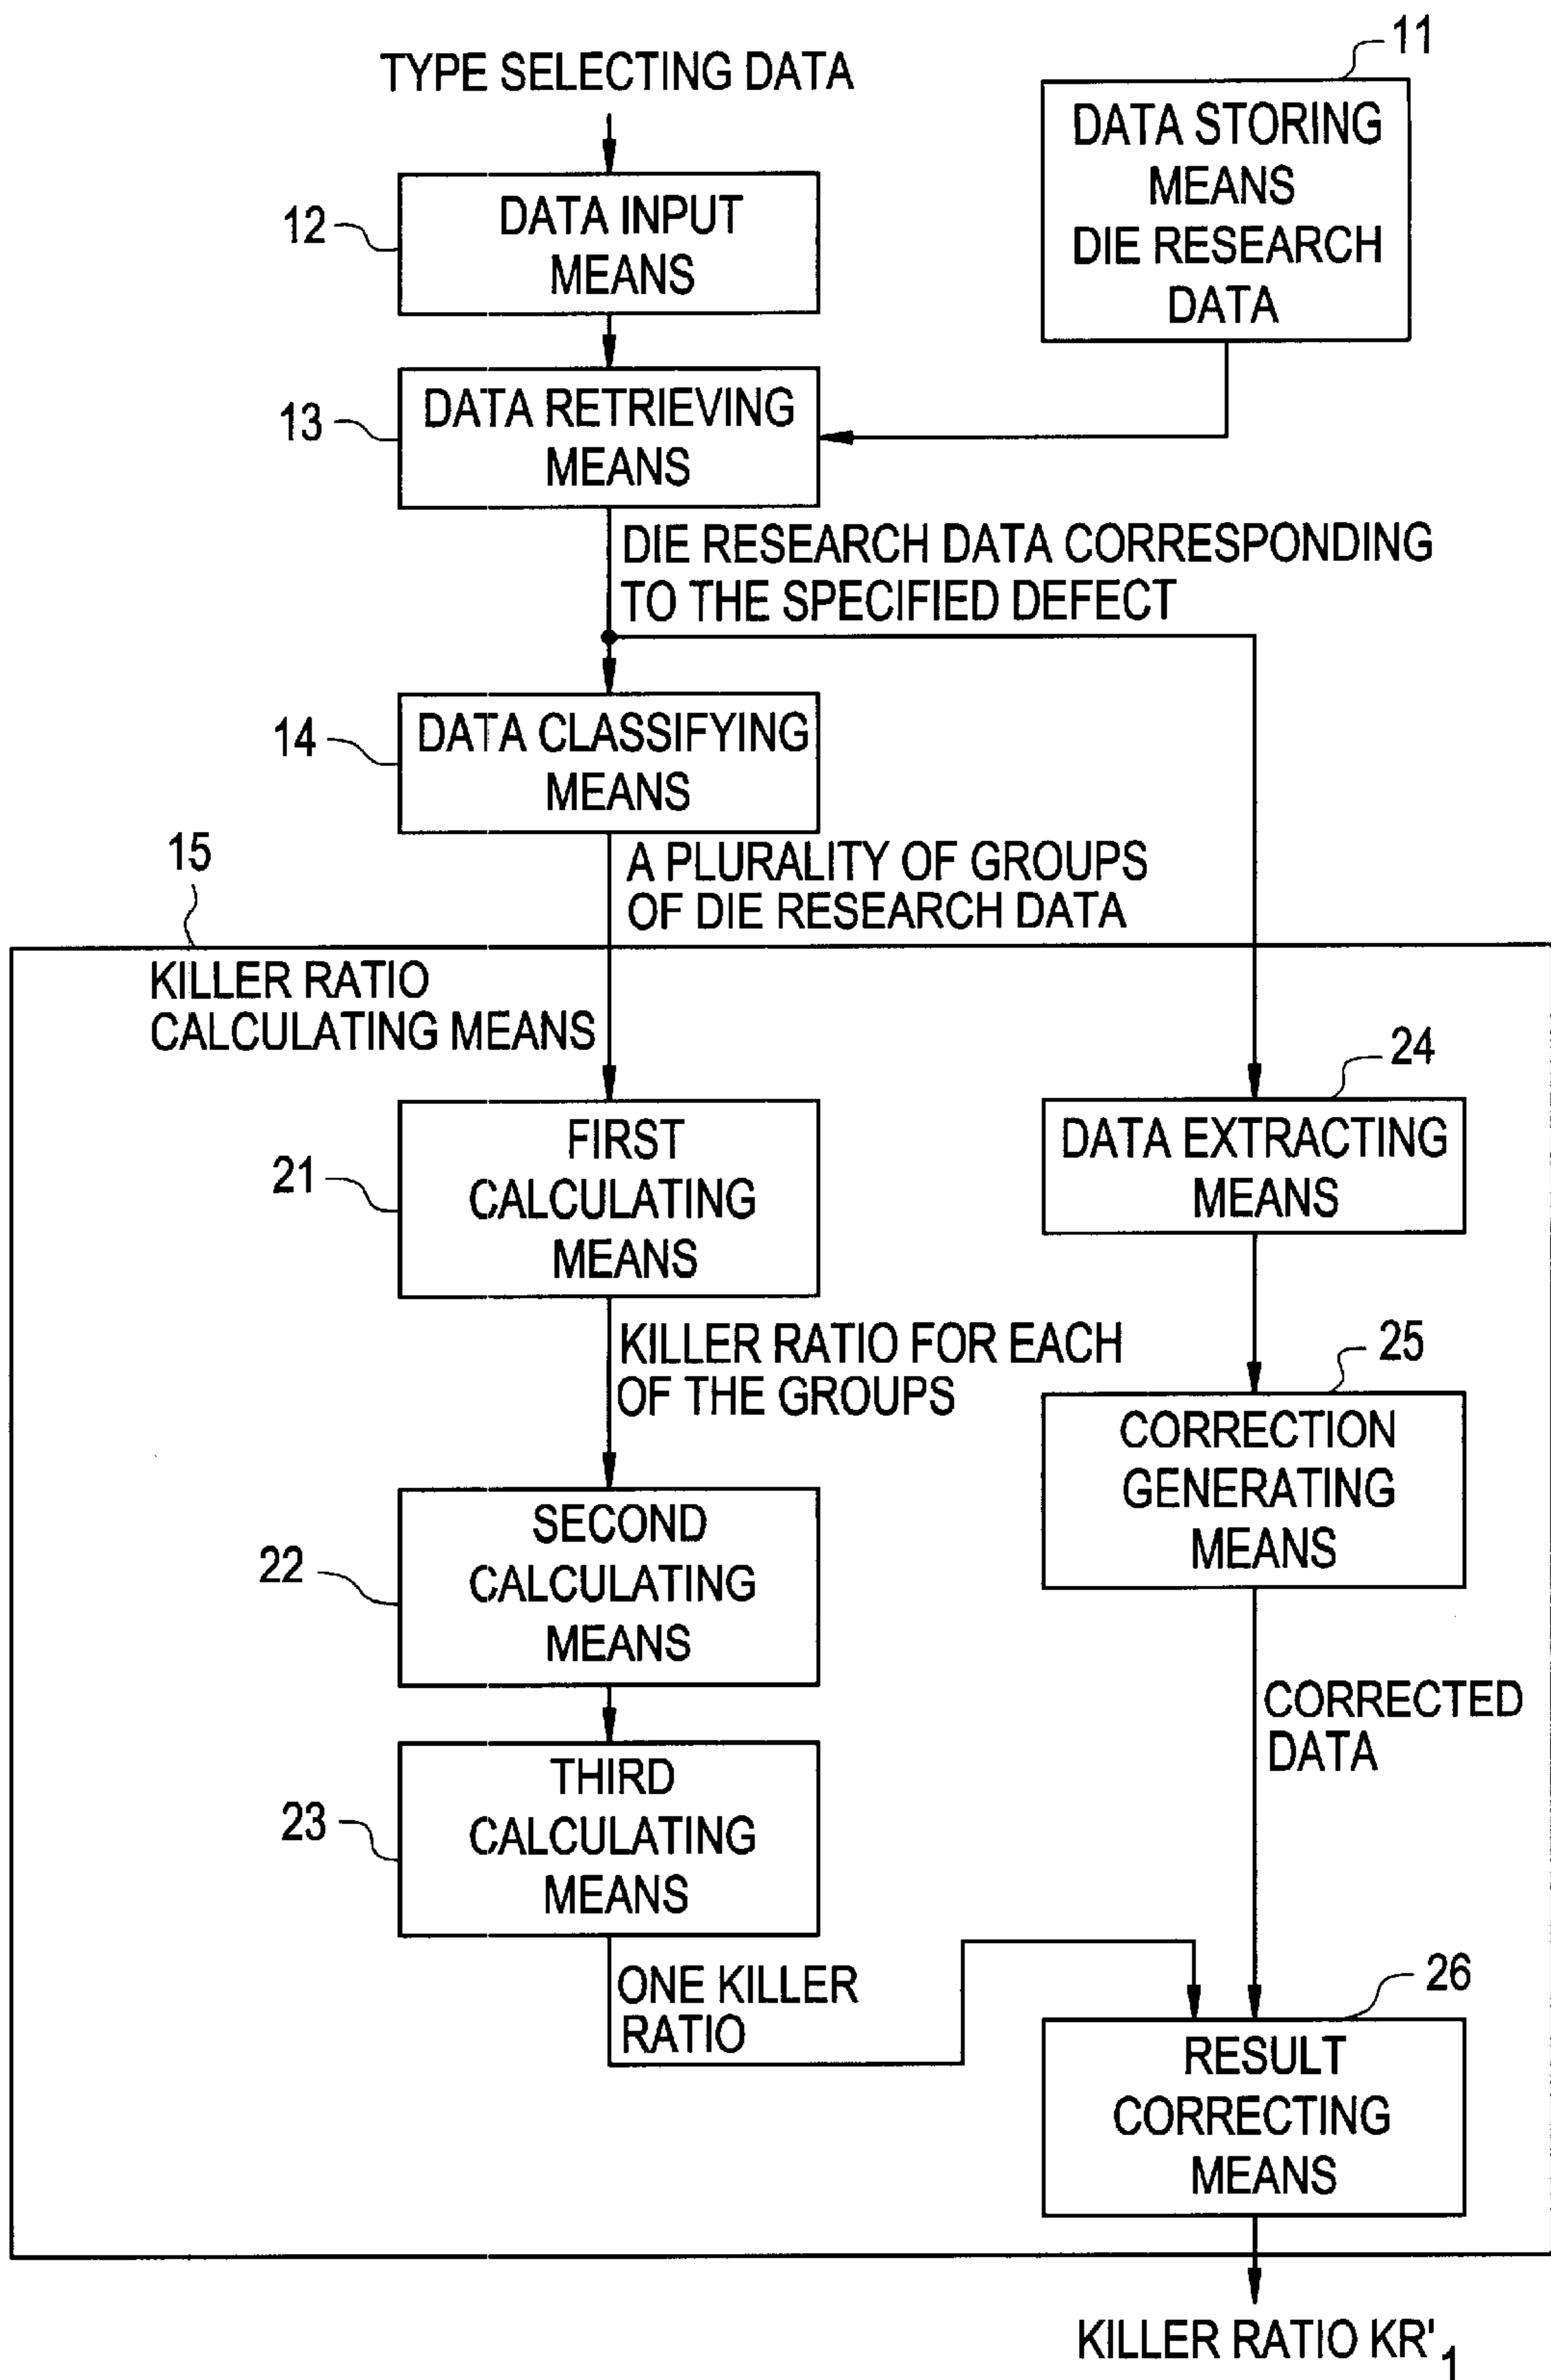 11
TYPE SELECTING DATA
DATA STORING
MEANS
DIE RESEARCH
DATA
12
DATA INPUT
MEANS
13
DATA RETRIEVING
MEANS
DIE RESEARCH DATA CORRESPONDING
TO THE SPECIFIED DEFECT
14
DATA CLASSIFYING
MEANS
15
A PLURALITY OF GROUPS
OF DIE RESEARCH DATA
KILLER RATIO
CALCULATING MEANS
24
DATA EXTRACTING
MEANS
21
FIRST
CALCULATING
MEANS
KILLER RATIO FOR EACH
OF THE GROUPS
25
CORRECTION
GENERATING
MEANS
22
SECOND
CALCULATING
MEANS
CORRECTED
DATA
23
THIRD
CALCULATING
MEANS
ONE KILLER
RATIO
26
RESULT
CORRECTING
MEANS
KILLER RATIO KR'1